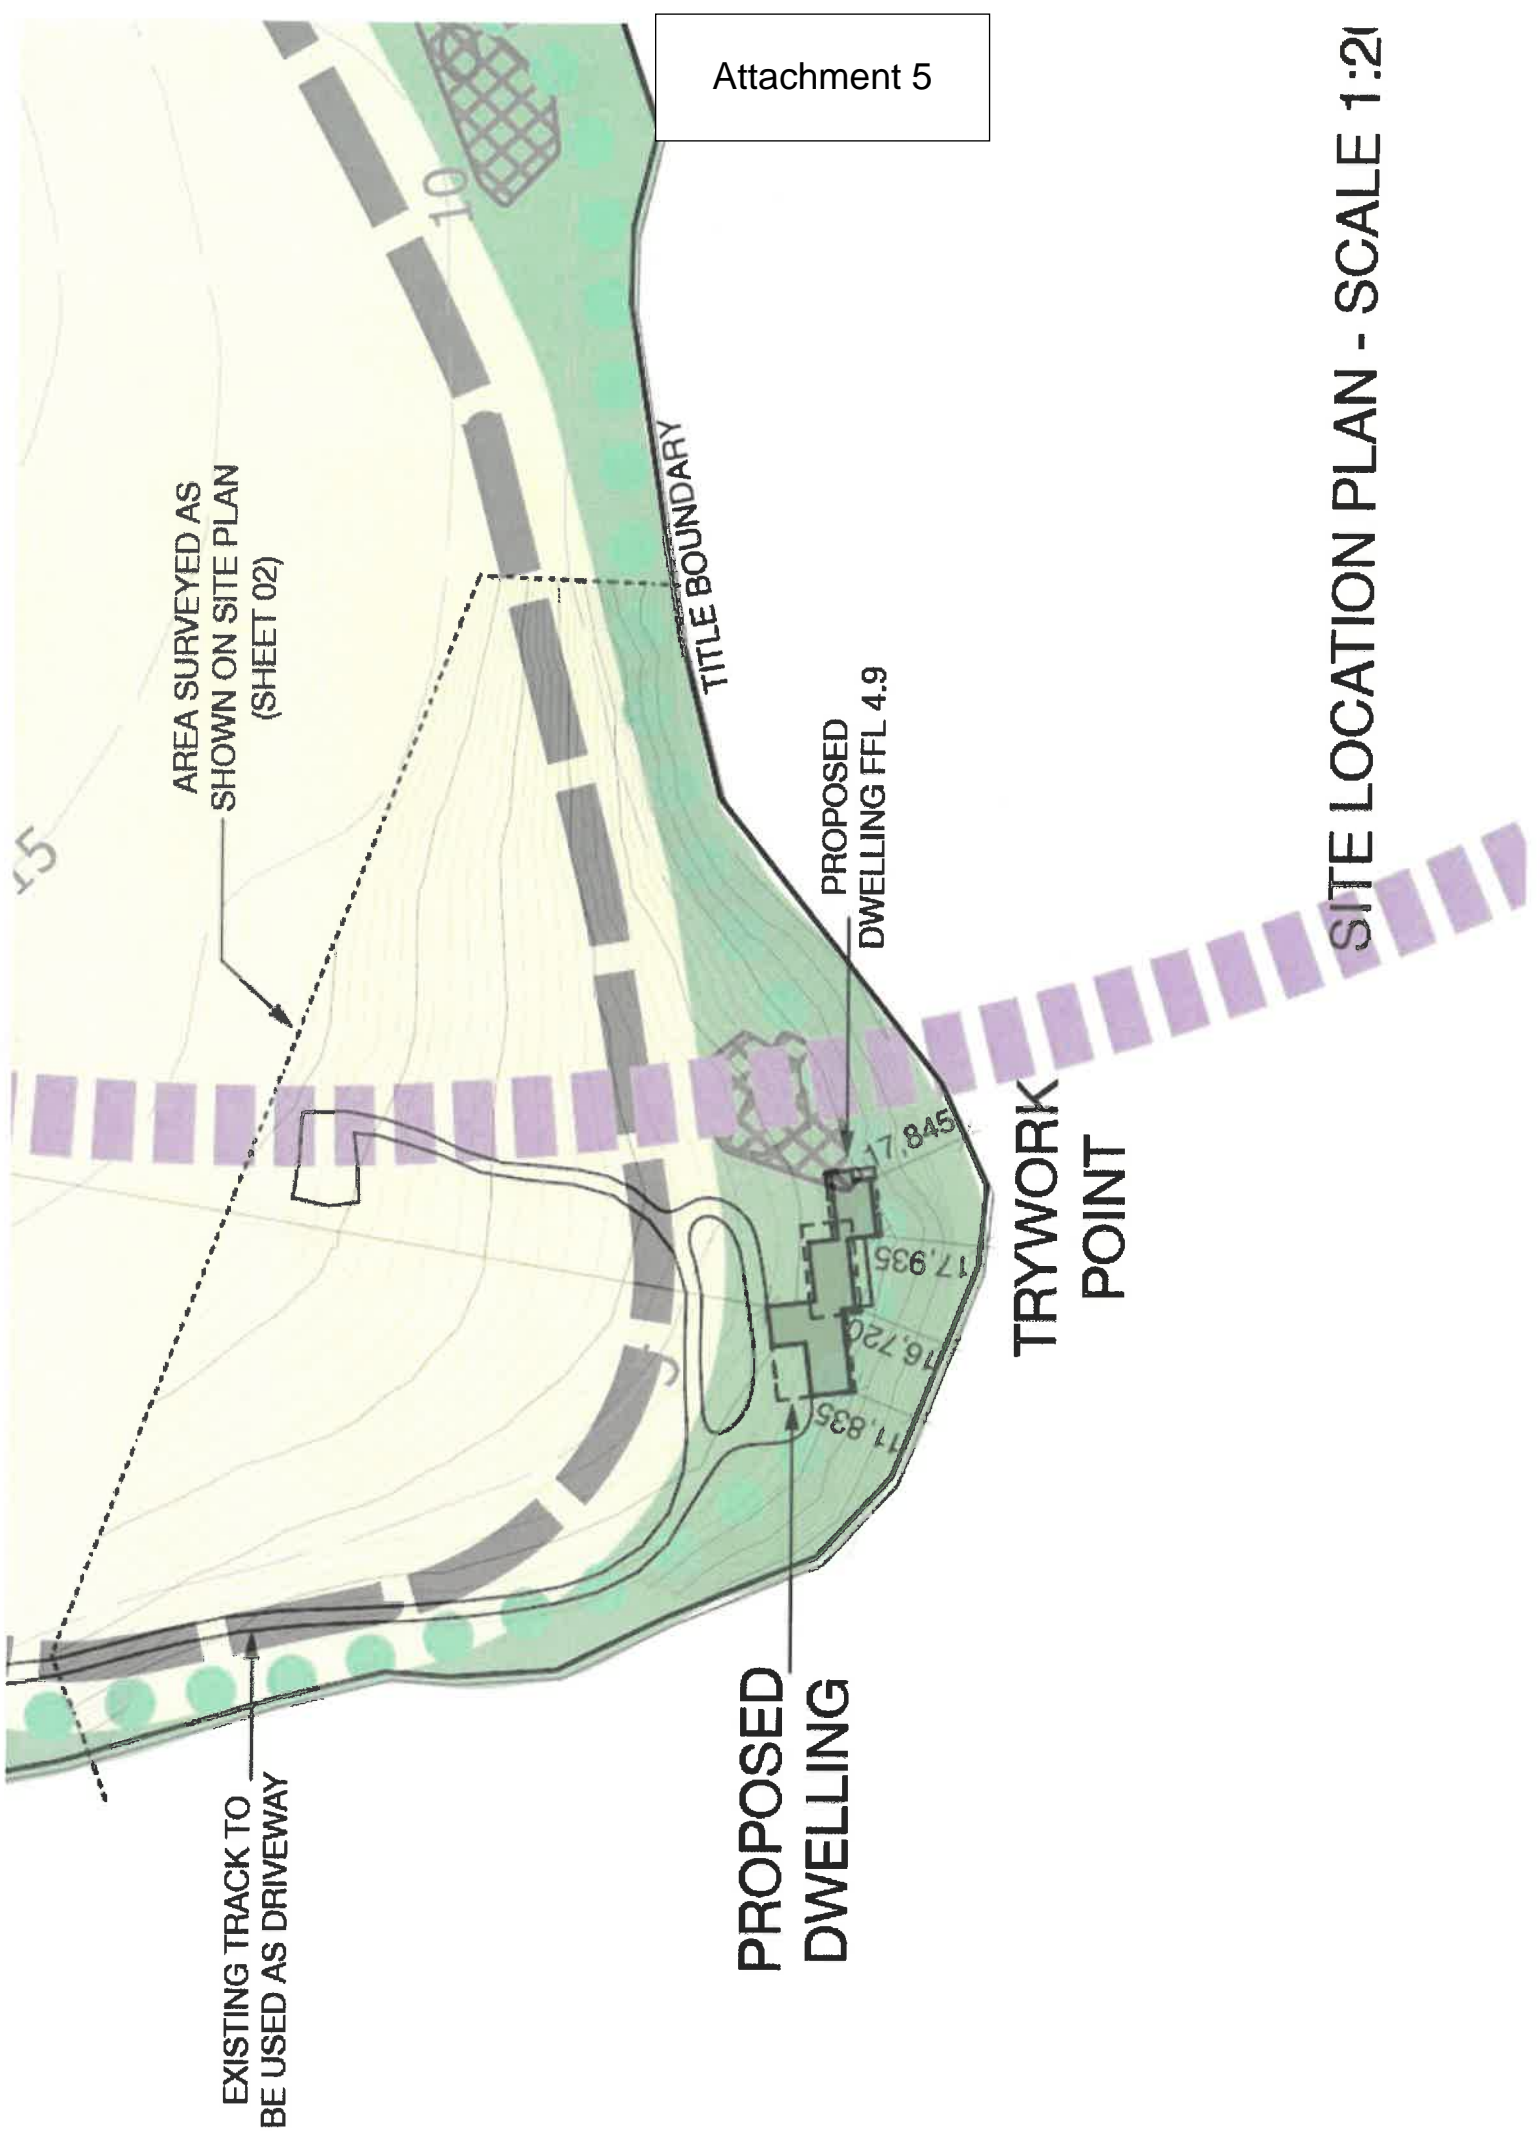 Attachment 5
AREA SURVEYED AS
SHOWN ON SITE PLAN
(SHEET 02)
15
10
TITLE BOUNDARY
PROPOSED
DWELLING FFL 4.9
5
17,845
17,935
16,720
11,835
TRYWORK
POINT
EXISTING TRACK TO
BE USED AS DRIVEWAY
PROPOSED
DWELLING
SITE LOCATION PLAN - SCALE 1:2